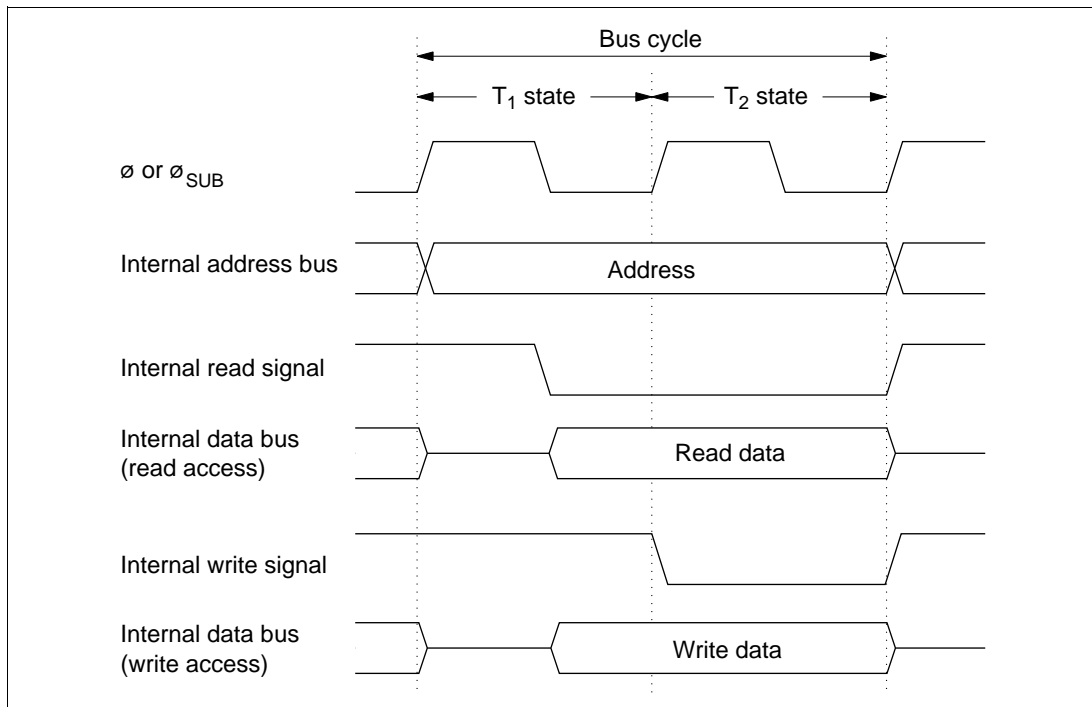 Bus cycle
T₁ state
T₂ state
ø or ø_SUB
Internal address bus
Address
Internal read signal
Internal data bus
(read access)
Read data
Internal write signal
Internal data bus
(write access)
Write data